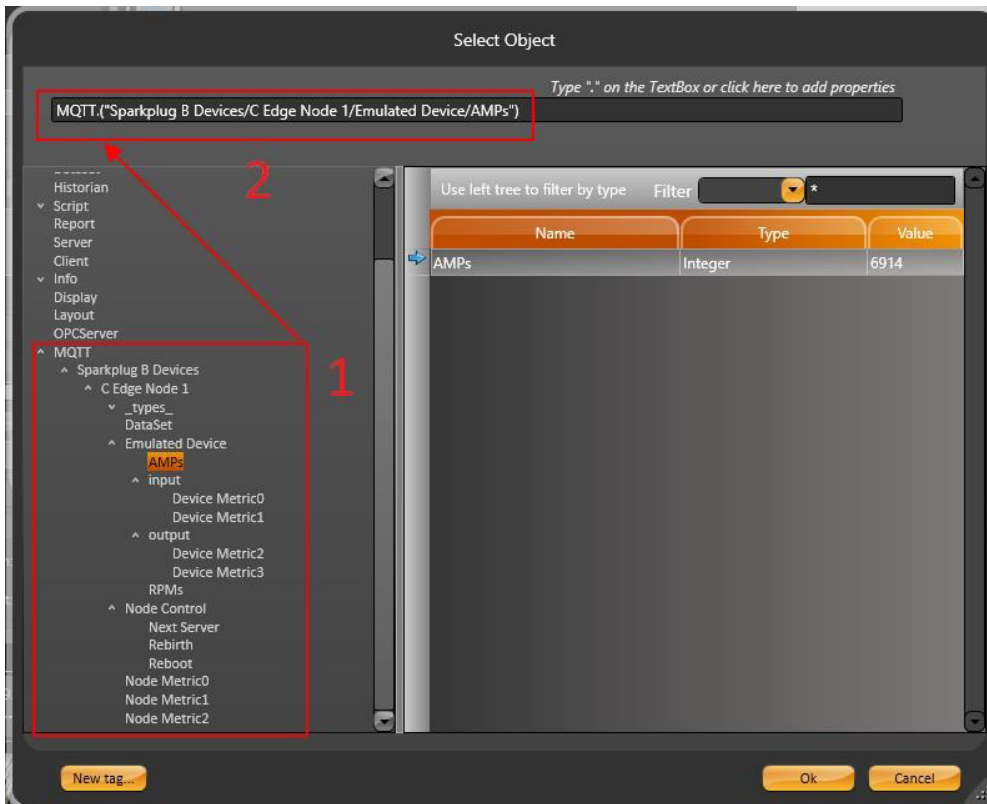 Select Object
Type "." on the TextBox or click here to add properties
MQTT.("Sparkplug B Devices/C Edge Node 1/Emulated Device/AMPs")
2
Historian
Script
Report
Server
Client
Info
Display
Layout
OPCServer
MQTT
Sparkplug B Devices
C Edge Node 1
_types_
DataSet
Emulated Device
AMPs
input
Device Metric0
Device Metric1
output
Device Metric2
Device Metric3
RPMs
Node Control
Next Server
Rebirth
Reboot
Node Metric0
Node Metric1
Node Metric2
1
Use left tree to filter by type Filter *
Name Type Value
AMPs Integer 6914
New tag... Ok Cancel